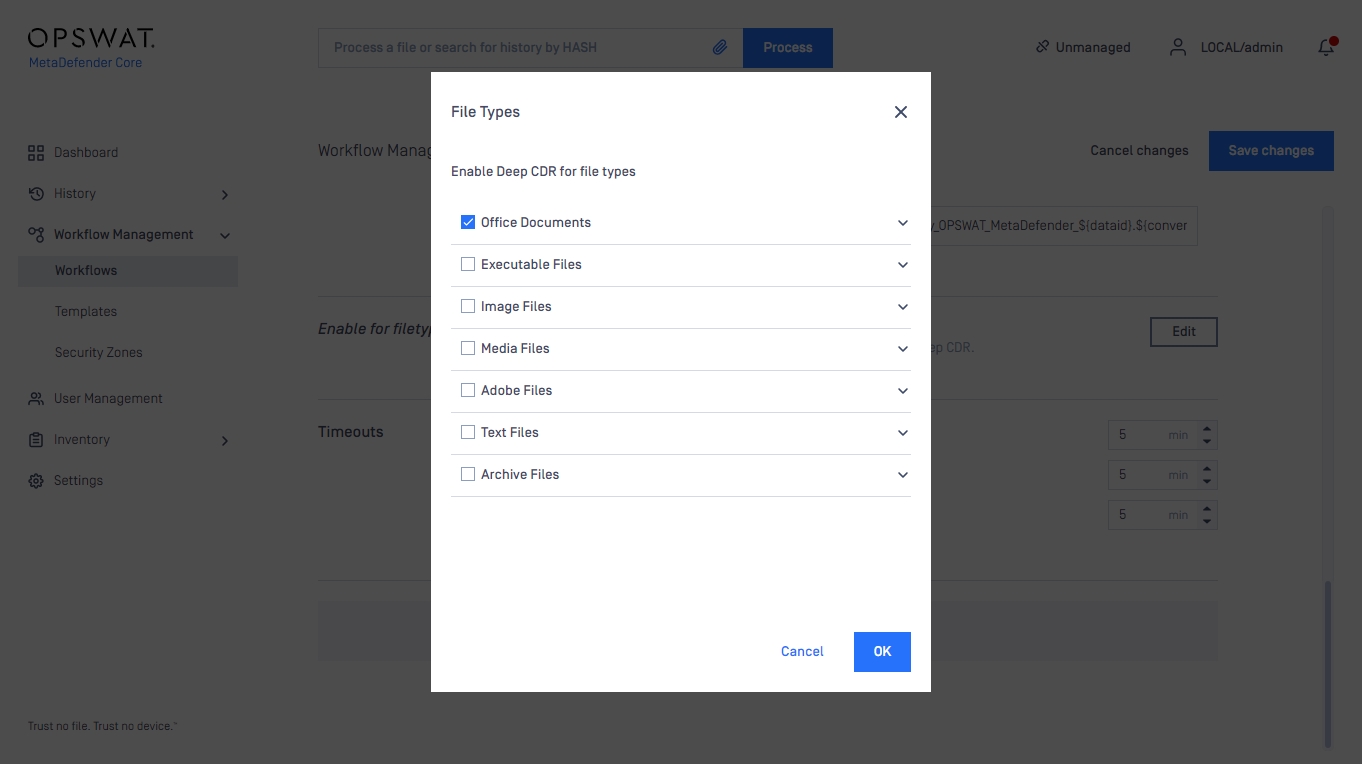 OPSWAT.
MetaDefender Core
Process a file or search for history by HASH
Process
Unmanaged
LOCAL/admin
Dashboard
History
Workflow Management
Workflows
Templates
Security Zones
User Management
Inventory
Settings
Trust no file. Trust no device.™
Workflow Manag
Cancel changes
Save changes
_OPSWAT_MetaDefender_${dataid}.${conver
Enable for filetyp
ep CDR.
Edit
Timeouts
5 min
5 min
5 min
File Types
Enable Deep CDR for file types
Office Documents
Executable Files
Image Files
Media Files
Adobe Files
Text Files
Archive Files
Cancel
OK